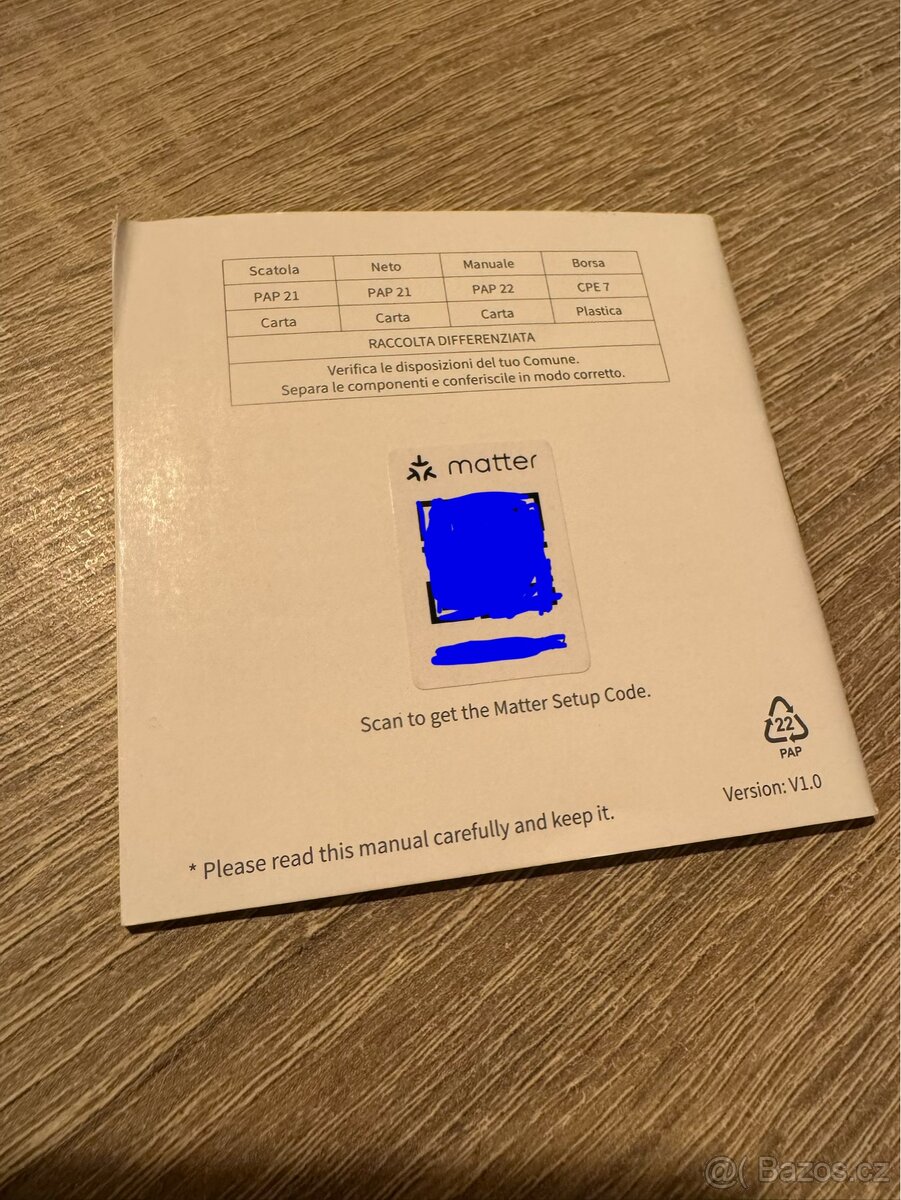 Scatola Neto Manuale Borsa
PAP 21 PAP 21 PAP 22 CPE 7
Carta Carta Carta Plastica
RACCOLTA DIFFERENZIATA
Verifica le disposizioni del tuo Comune.
Separa le componenti e conferiscile in modo corretto.
matter
Scan to get the Matter Setup Code.
22
PAP
Version: V1.0
* Please read this manual carefully and keep it.
@( Bazos.cz